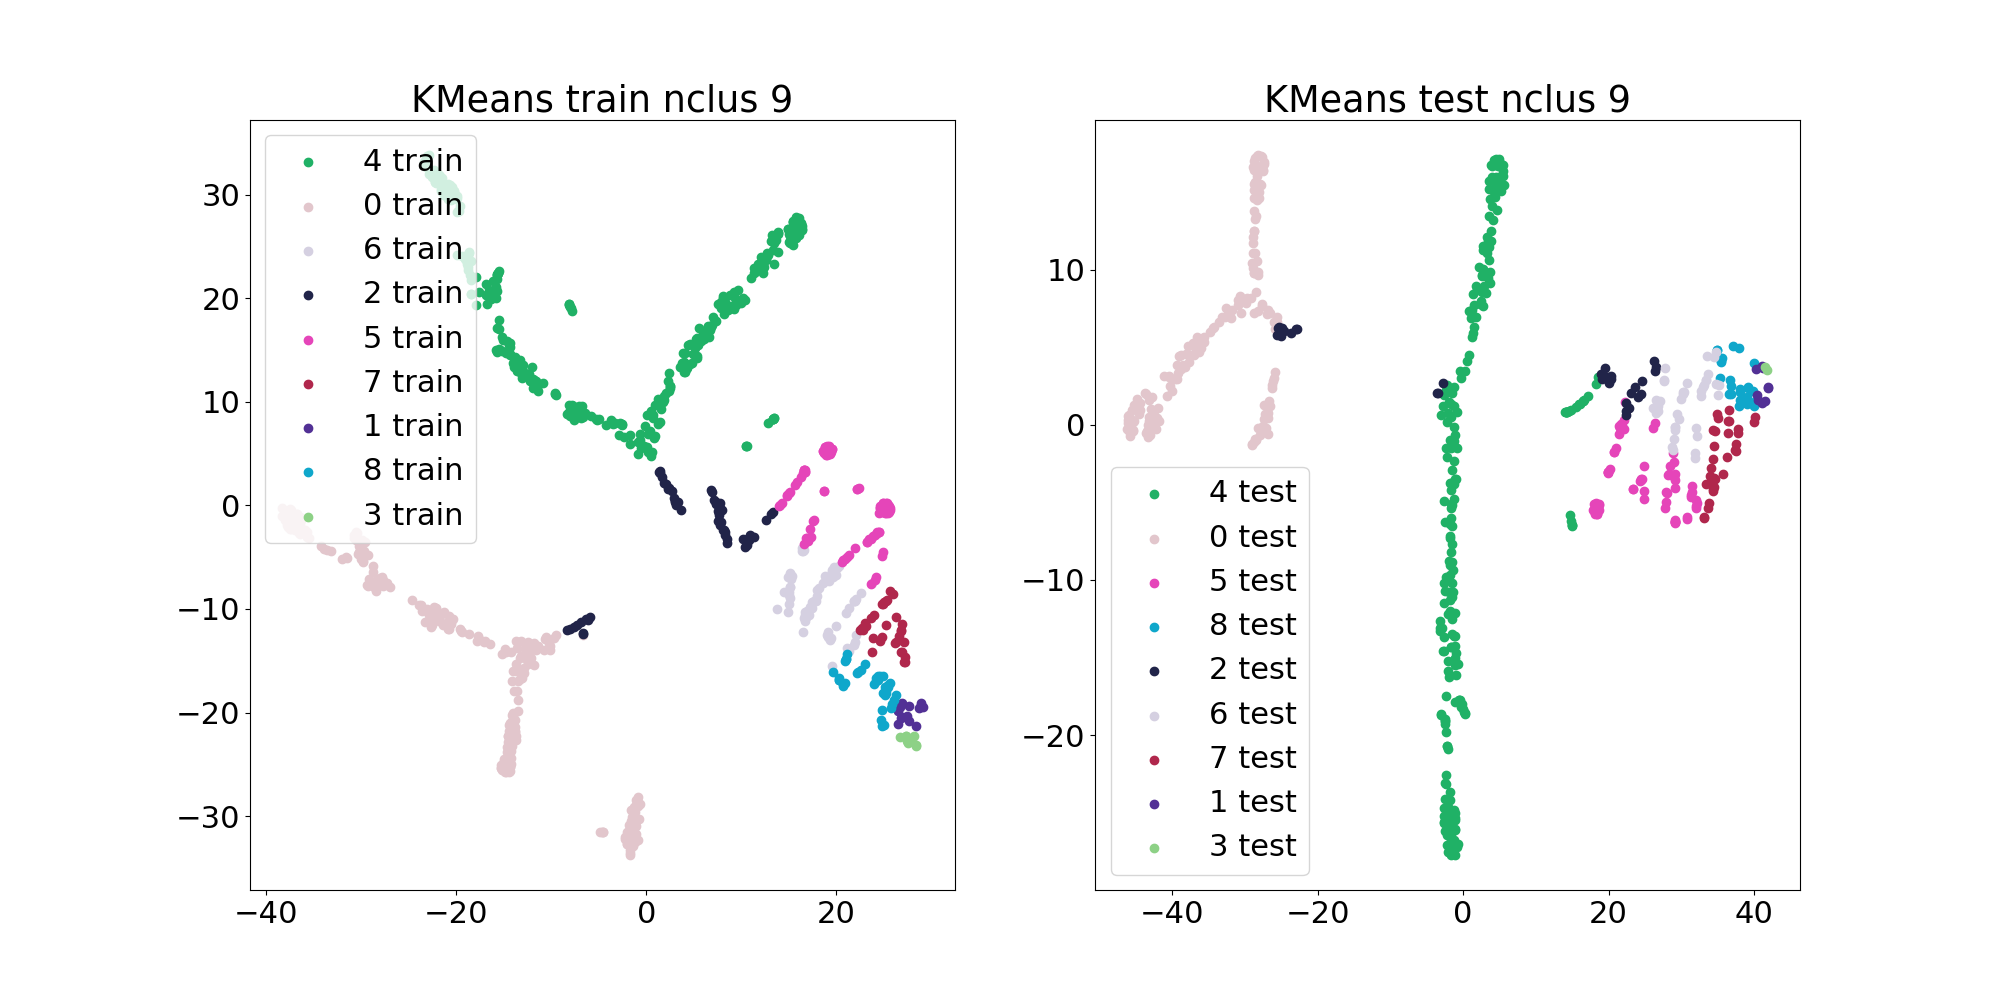 KMeans train nclus 9
30
20
10
0
−10
−20
−30
−40
−20
0
20
4 train
0 train
6 train
2 train
5 train
7 train
1 train
8 train
3 train
KMeans test nclus 9
10
0
−10
−20
−40
−20
0
20
40
4 test
0 test
5 test
8 test
2 test
6 test
7 test
1 test
3 test